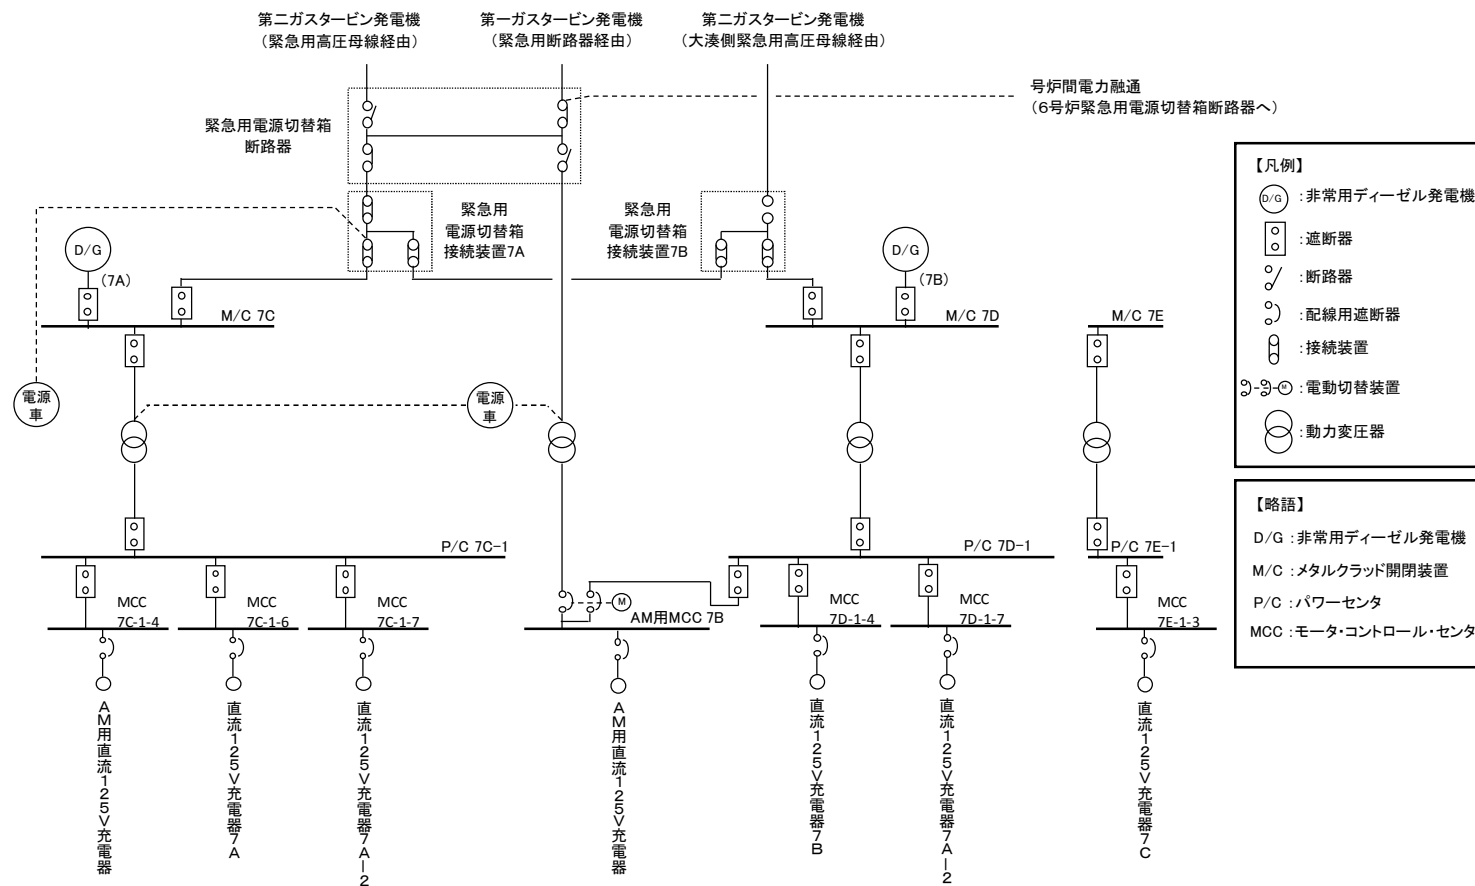 第二ガスタービン発電機
（緊急用高圧母線経由）
第一ガスタービン発電機
（緊急用断路器経由）
第二ガスタービン発電機
（大湊側緊急用高圧母線経由）
号炉間電力融通
（6号炉緊急用電源切替箱断路器へ）
緊急用電源切替箱
断路器
緊急用
電源切替箱
接続装置7A
緊急用
電源切替箱
接続装置7B
D/G
(7A)
D/G
(7B)
M/C 7C
M/C 7D
M/C 7E
電源
車
電源
車
P/C 7C-1
P/C 7D-1
P/C 7E-1
MCC
7C-1-4
MCC
7C-1-6
MCC
7C-1-7
M
AM用MCC 7B
MCC
7D-1-4
MCC
7D-1-7
MCC
7E-1-3
AM用直流125V充電器
直流125V充電器7A
直流125V充電器7A-2
AM用直流125V充電器
直流125V充電器7B
直流125V充電器7A-2
直流125V充電器7C
【凡例】
D/G：非常用ディーゼル発電機
：遮断器
：断路器
：配線用遮断器
：接続装置
M：電動切替装置
：動力変圧器
【略語】
D/G：非常用ディーゼル発電機
M/C：メタルクラッド開閉装置
P/C：パワーセンタ
MCC：モータ・コントロール・センタ